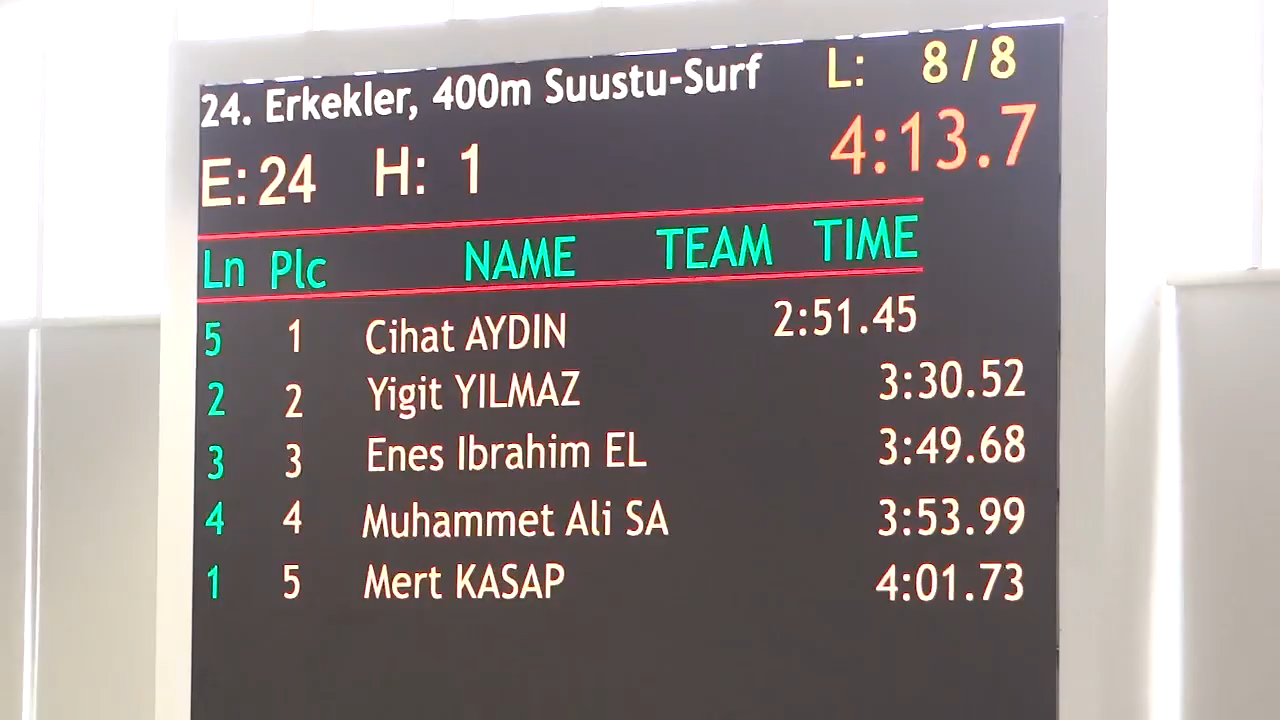 24. Erkekler, 400m Suustu-Surf L: 8 / 8
E: 24 H: 1 4:13.7
Ln Plc NAME TEAM TIME
5 1 Cihat AYDIN 2:51.45
2 2 Yigit YILMAZ 3:30.52
3 3 Enes Ibrahim EL 3:49.68
4 4 Muhammet Ali SA 3:53.99
1 5 Mert KASAP 4:01.73